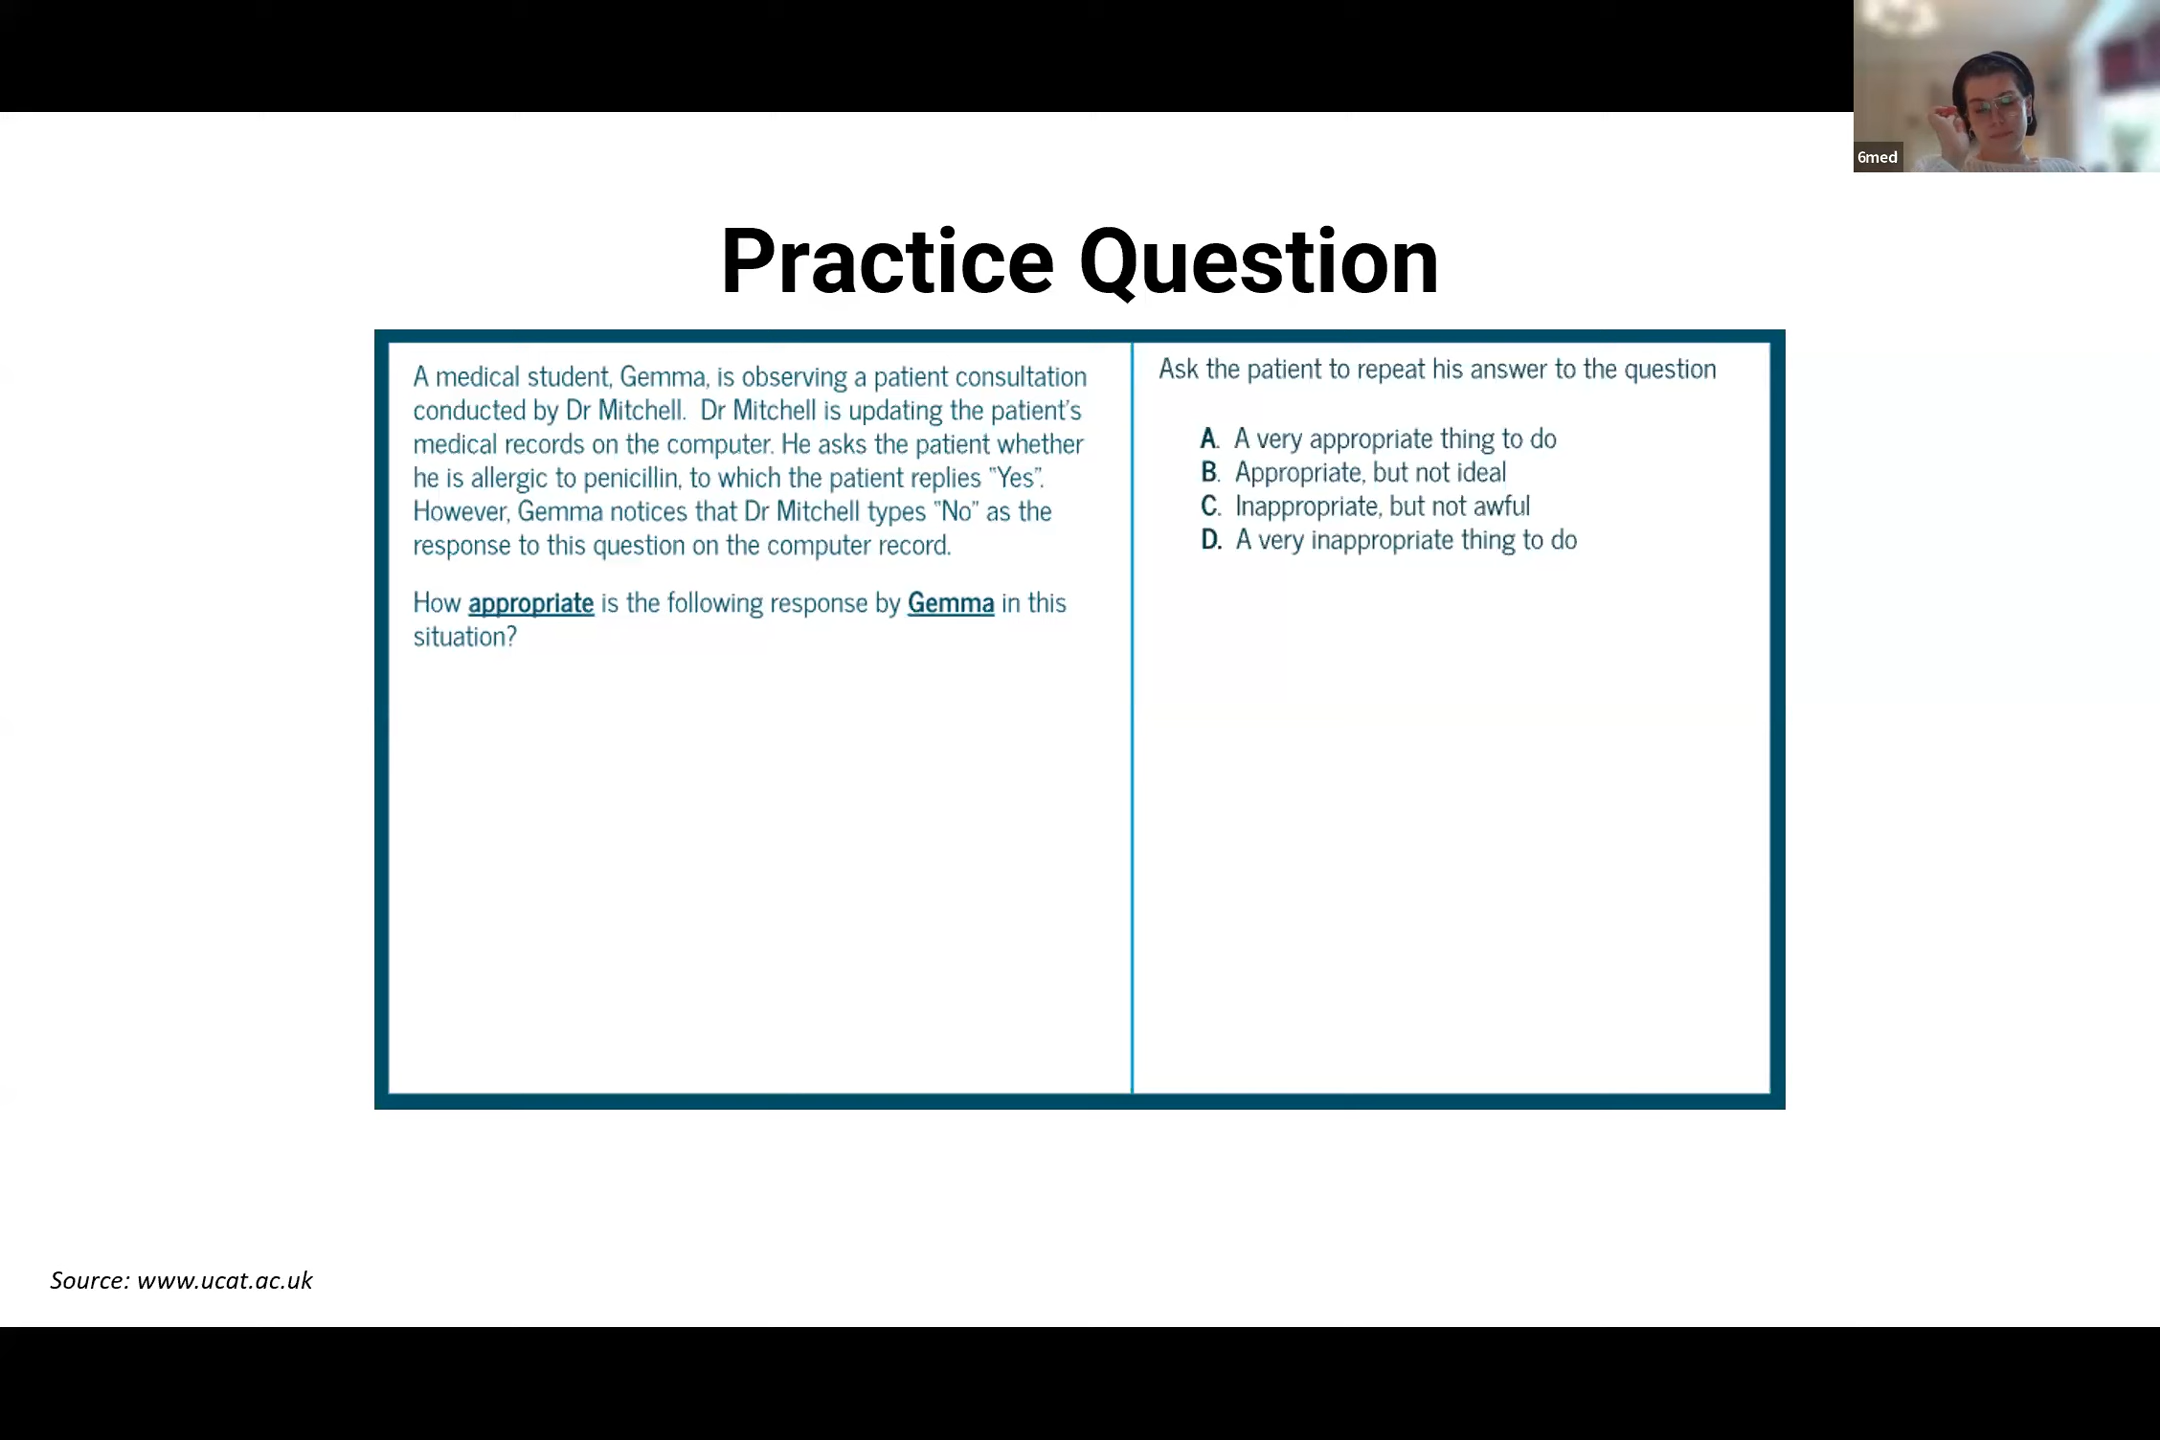 6med
Practice Question
A medical student, Gemma, is observing a patient consultation
conducted by Dr Mitchell.  Dr Mitchell is updating the patient's
medical records on the computer. He asks the patient whether
he is allergic to penicillin, to which the patient replies "Yes".
However, Gemma notices that Dr Mitchell types "No" as the
response to this question on the computer record.
How appropriate is the following response by Gemma in this
situation?
Ask the patient to repeat his answer to the question
A. A very appropriate thing to do
B. Appropriate, but not ideal
C. Inappropriate, but not awful
D. A very inappropriate thing to do
Source: www.ucat.ac.uk